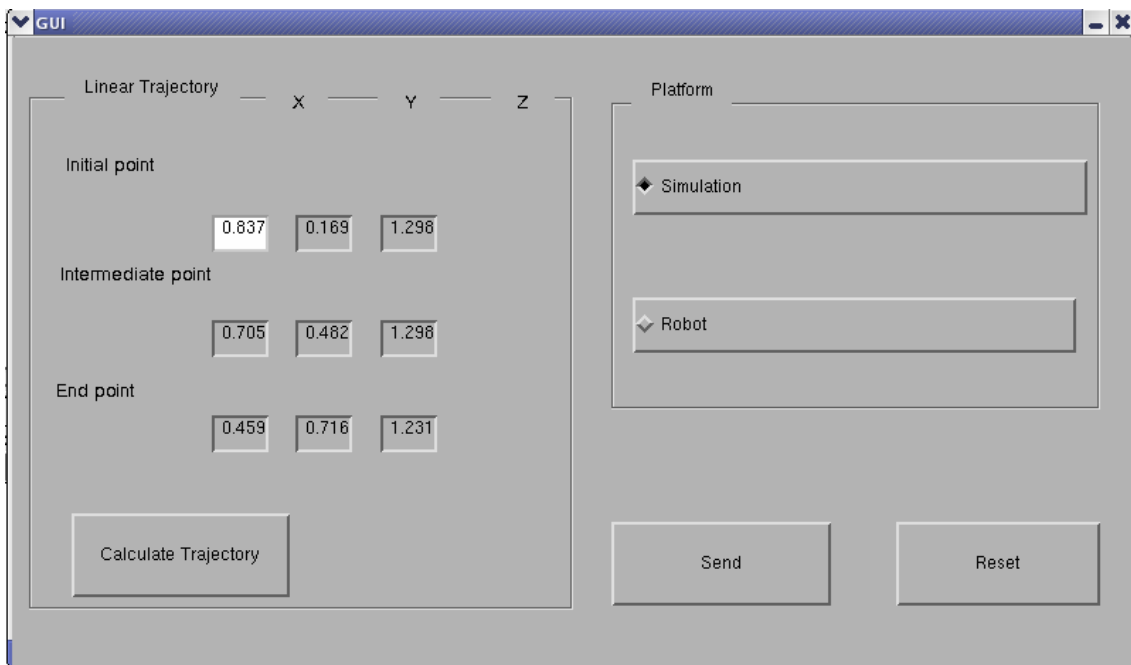 GUI
Linear Trajectory X Y Z
Initial point
0.837 0.169 1.298
Intermediate point
0.705 0.482 1.298
End point
0.459 0.716 1.231
Calculate Trajectory
Platform
Simulation
Robot
Send
Reset